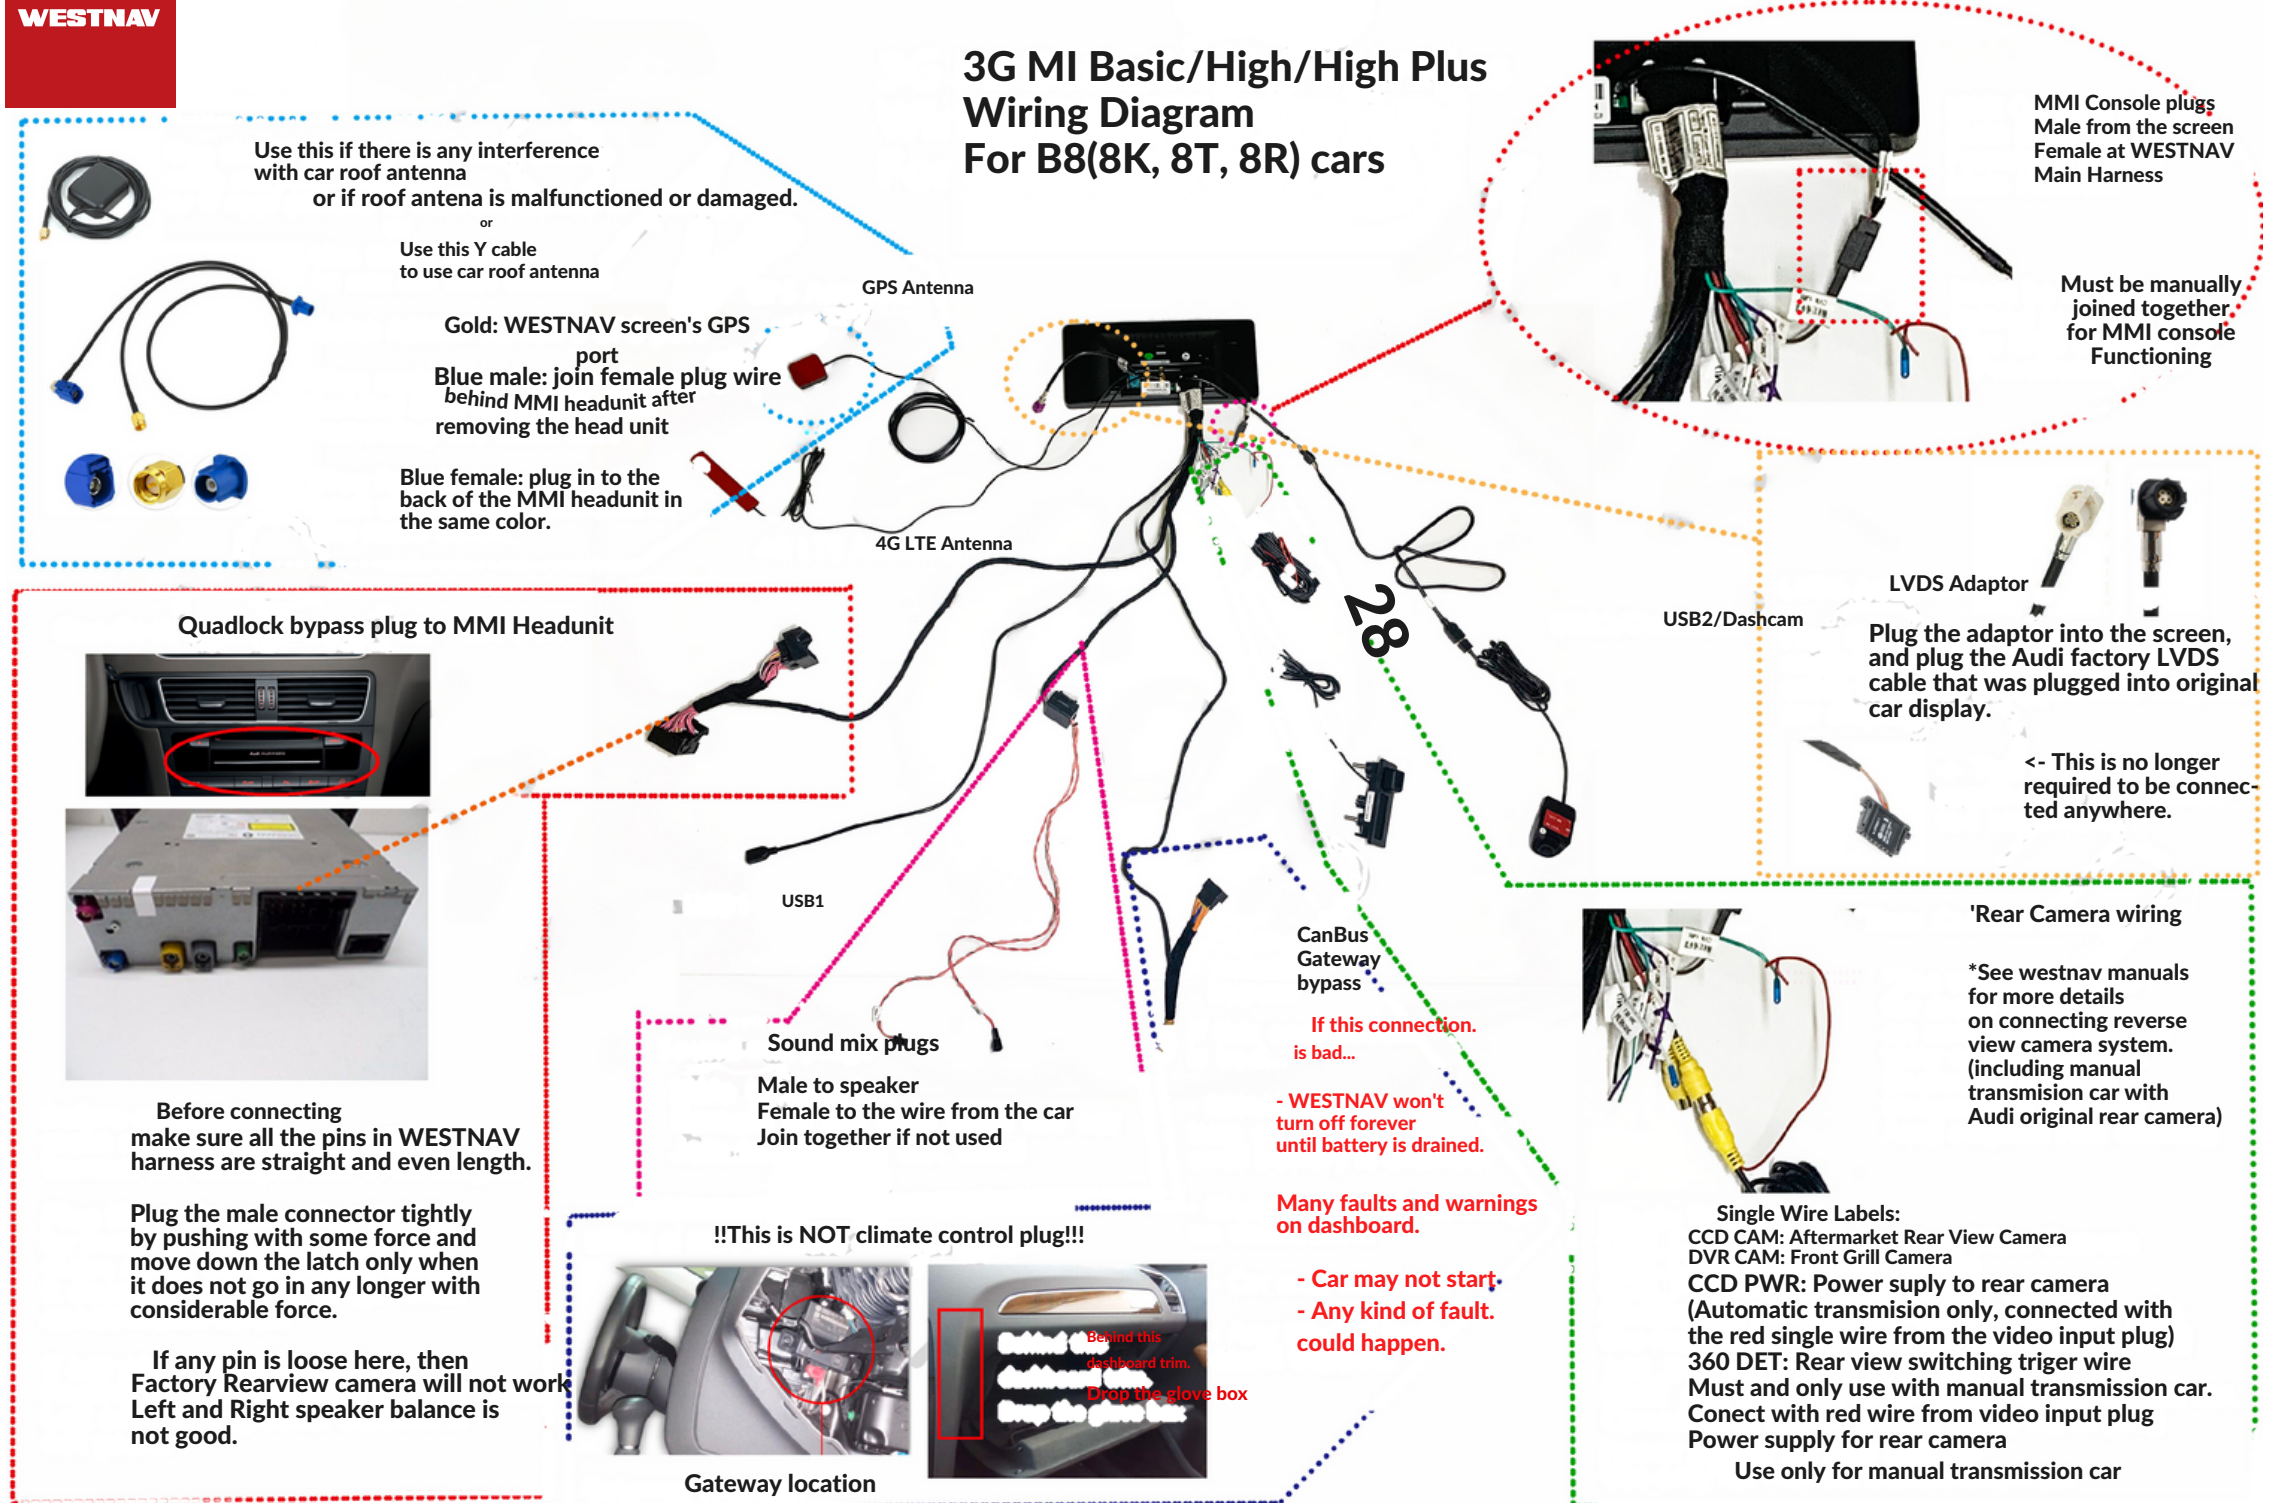 WESTNAV
3G MI Basic/High/High Plus
Wiring Diagram
For B8(8K, 8T, 8R) cars
Use this if there is any interference
with car roof antenna
or if roof antena is malfunctioned or damaged.
or
Use this Y cable
to use car roof antenna
Gold: WESTNAV screen's GPS
port
Blue male: join female plug wire
behind MMI headunit after
removing the head unit
Blue female: plug in to the
back of the MMI headunit in
the same color.
GPS Antenna
4G LTE Antenna
MMI Console plugs
Male from the screen
Female at WESTNAV
Main Harness
Must be manually
joined together
for MMI console
Functioning
LVDS Adaptor
Plug the adaptor into the screen,
and plug the Audi factory LVDS
cable that was plugged into original
car display.
<- This is no longer
required to be connec-
ted anywhere.
USB2/Dashcam
28
Quadlock bypass plug to MMI Headunit
Before connecting
make sure all the pins in WESTNAV
harness are straight and even length.
Plug the male connector tightly
by pushing with some force and
move down the latch only when
it does not go in any longer with
considerable force.
If any pin is loose here, then
Factory Rearview camera will not work
Left and Right speaker balance is
not good.
USB1
Sound mix plugs
Male to speaker
Female to the wire from the car
Join together if not used
CanBus
Gateway
bypass
If this connection.
is bad...
- WESTNAV won't
turn off forever
until battery is drained.
Many faults and warnings
on dashboard.
- Car may not start.
- Any kind of fault.
could happen.
!!This is NOT climate control plug!!!
Behind this
dashboard trim.
Drop the glove box
Gateway location
'Rear Camera wiring
*See westnav manuals
for more details
on connecting reverse
view camera system.
(including manual
transmision car with
Audi original rear camera)
Single Wire Labels:
CCD CAM: Aftermarket Rear View Camera
DVR CAM: Front Grill Camera
CCD PWR: Power suply to rear camera
(Automatic transmision only, connected with
the red single wire from the video input plug)
360 DET: Rear view switching triger wire
Must and only use with manual transmission car.
Conect with red wire from video input plug
Power supply for rear camera
Use only for manual transmission car